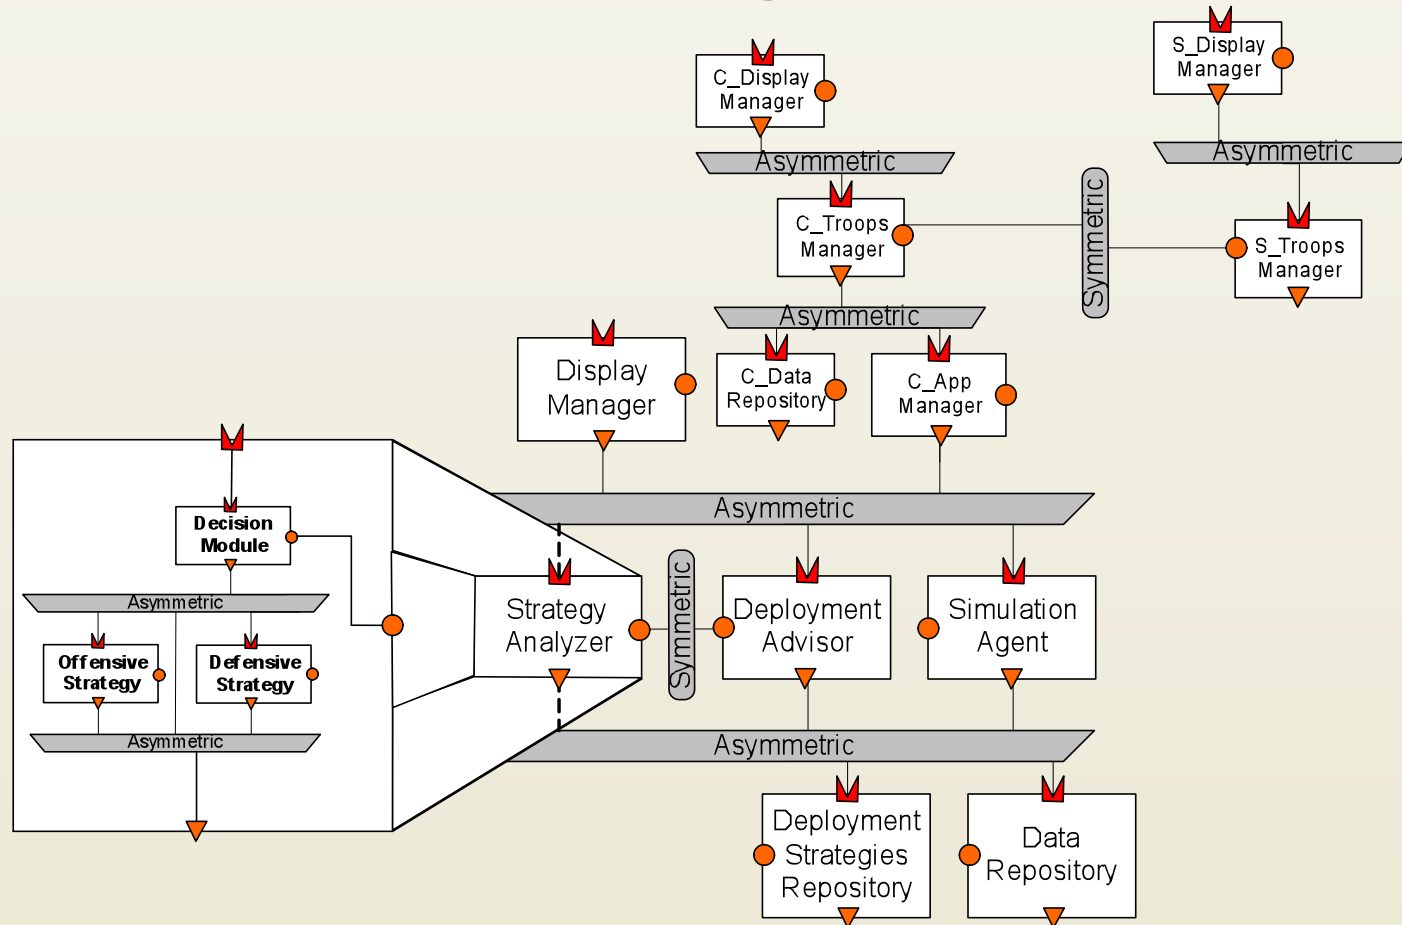 S_Display
Manager
C_Display
Manager
Asymmetric
Asymmetric
Symmetric
C_Troops
Manager
S_Troops
Manager
Asymmetric
Display
Manager
C_Data
Repository
C_App
Manager
Asymmetric
Decision
Module
Asymmetric
Offensive
Strategy
Defensive
Strategy
Asymmetric
Strategy
Analyzer
Symmetric
Deployment
Advisor
Simulation
Agent
Asymmetric
Deployment
Strategies
Repository
Data
Repository